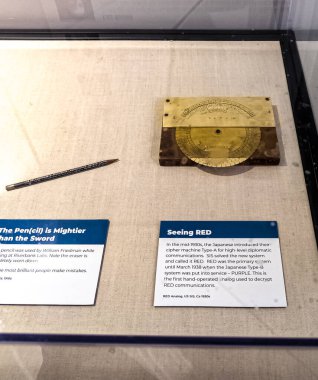 The Pen(cil) is Mightier
than the Sword
pencil was used by William Friedman while
ing at Riverbank Labs. Note the eraser is
pletely worn down.
e most brilliant people make mistakes.
Seeing RED
In the mid 1930s, the Japanese introduced their
cipher machine Type-A for high-level diplomatic
communications. SIS solved the new system
and called it RED. RED was the primary system
until March 1939 when the Japanese Type-B
system was put into service – PURPLE. This is
the first hand-operated analog used to decrypt
RED communications.
RED Analog, US SIS, Ca 1930s